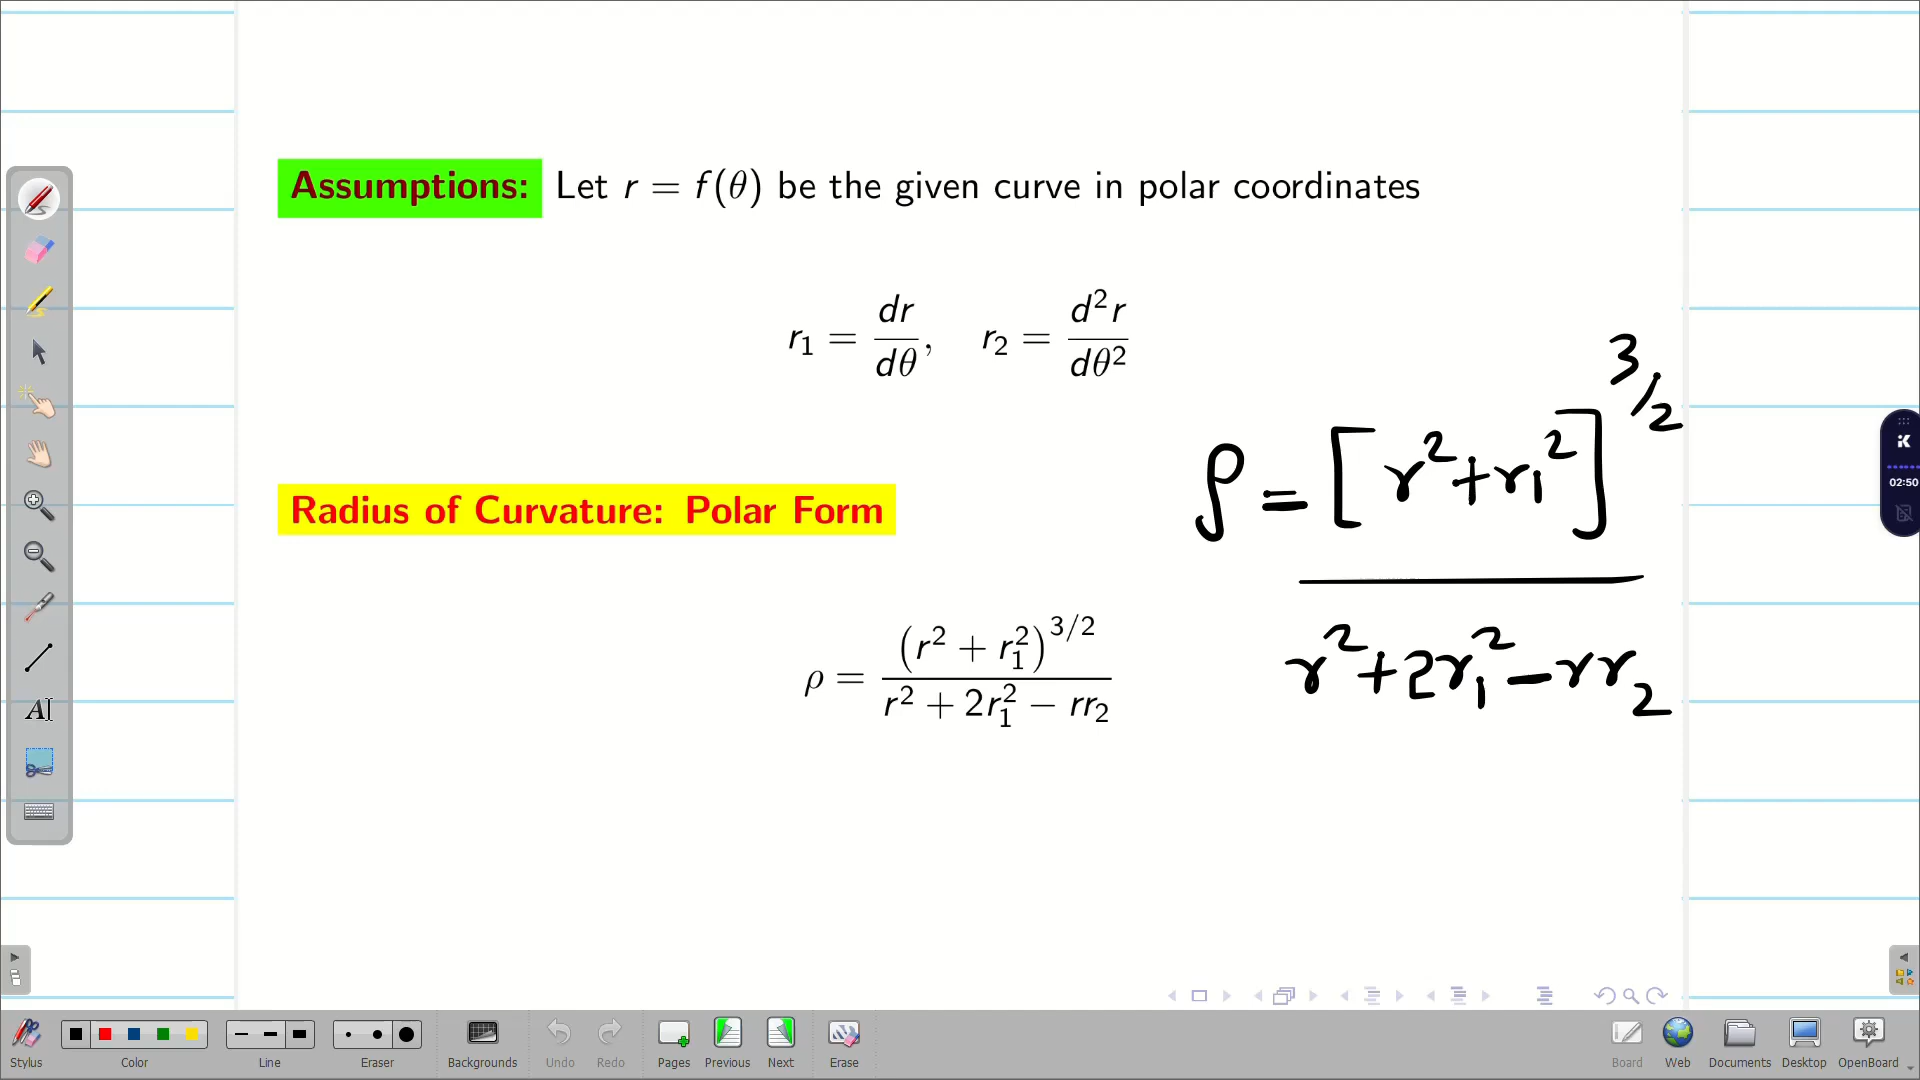 Assumptions: Let r = f(θ) be the given curve in polar coordinates
r₁ = dr/dθ, r₂ = d²r/dθ²
Radius of Curvature: Polar Form
ρ = (r² + r₁²)^3/2 / r² + 2r₁² − rr₂
ρ = [r² + r₁²]^3/2 / r² + 2r₁² − rr₂
02:50
Stylus Color Line Eraser Backgrounds Undo Redo Pages Previous Next Erase Board Web Documents Desktop OpenBoard